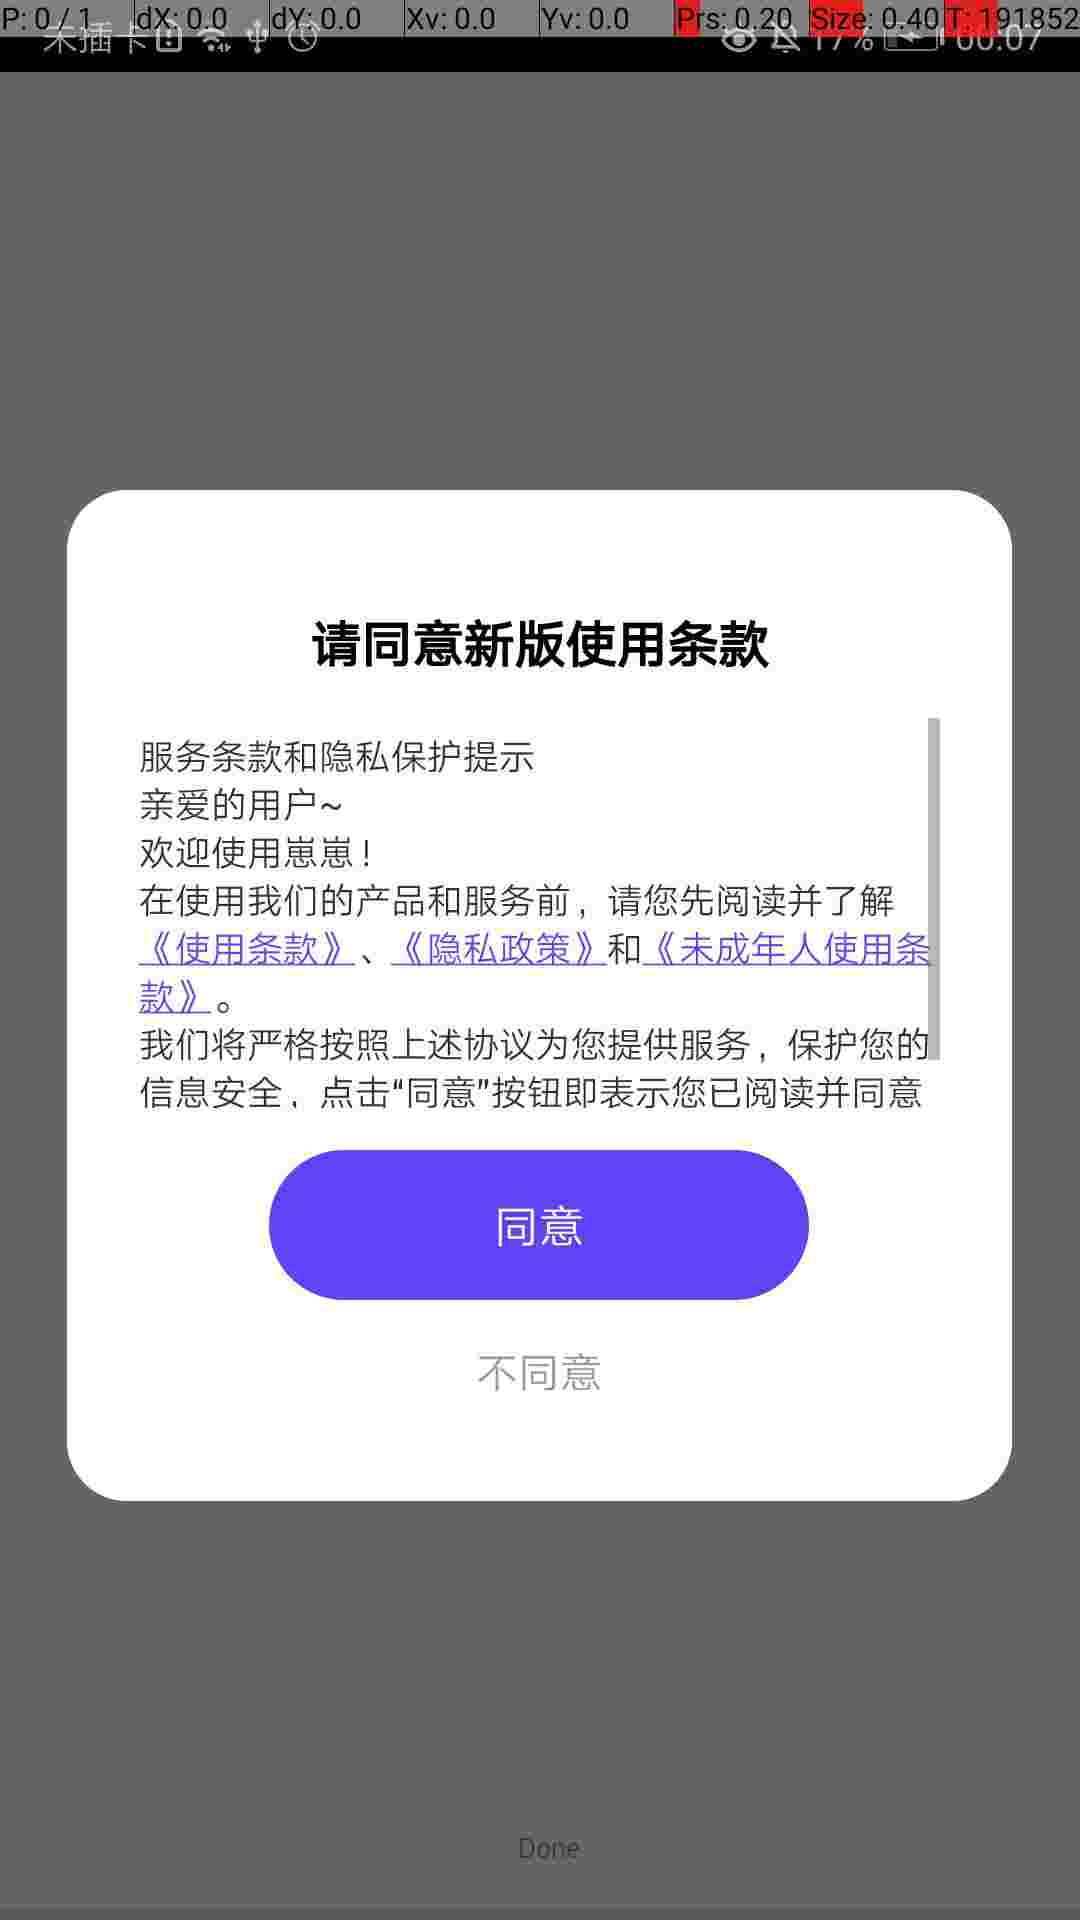 P: 0 / 1 dX: 0.0 dY: 0.0 Xv: 0.0 Yv: 0.0 Prs: 0.20 Size: 0.40 T: 191852
未插卡 17% 00:07
请同意新版使用条款
服务条款和隐私保护提示
亲爱的用户~
欢迎使用崽崽！
在使用我们的产品和服务前，请您先阅读并了解
《使用条款》、《隐私政策》和《未成年人使用条
款》。
我们将严格按照上述协议为您提供服务，保护您的
信息安全，点击“同意”按钮即表示您已阅读并同意
同意
不同意
Done